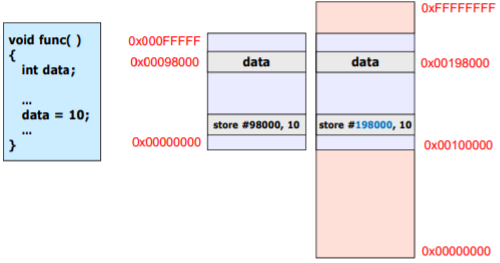 void func( )
{
int data;
...
data = 10;
...
}
0x000FFFFF
0x00098000
0x00000000
data
store #98000, 10
data
store #198000, 10
0xFFFFFFFF
0x00198000
0x00100000
0x00000000